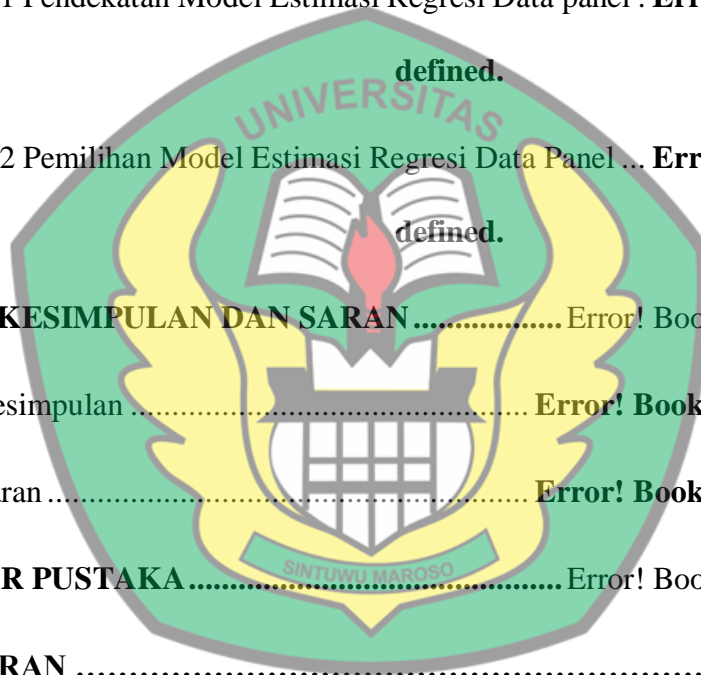 1 Pendekatan Model Estimasi Regresi Data panel . Err
defined.
UNIVERSITAS
2 Pemilihan Model Estimasi Regresi Data Panel ... Err
defined.
KESIMPULAN DAN SARAN ................. Error! Boo
esimpulan ............................................. Error! Book
aran ...................................................... Error! Book
SINTUWU MAROSO
R PUSTAKA .......................................... Error! Boo
RAN ……………………………………………………